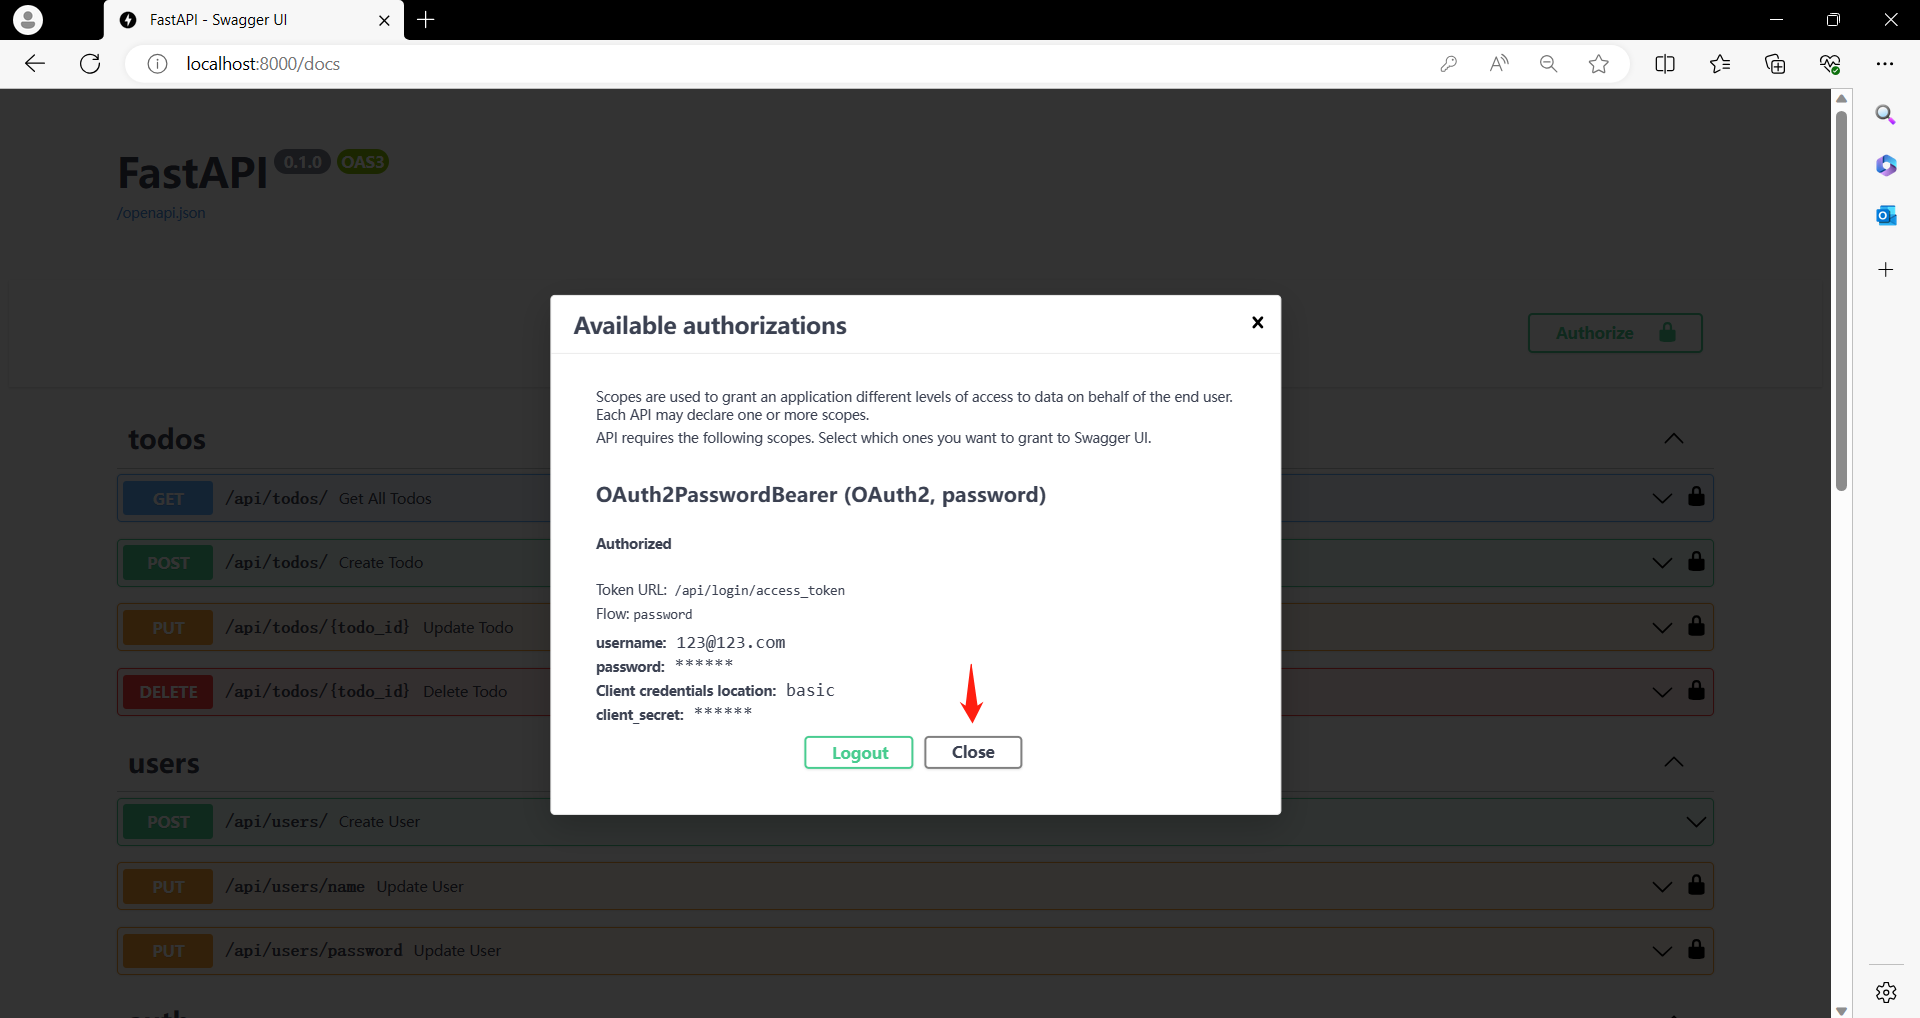 FastAPI - Swagger UI
localhost:8000/docs
FastAPI 0.1.0 OAS3
/openapi.json
Available authorizations
Authorize
Scopes are used to grant an application different levels of access to data on behalf of the end user.
Each API may declare one or more scopes.
API requires the following scopes. Select which ones you want to grant to Swagger UI.
OAuth2PasswordBearer (OAuth2, password)
Authorized
Token URL: /api/login/access_token
Flow: password
username: 123@123.com
password: ******
Client credentials location: basic
client_secret: ******
Logout Close
todos
GET /api/todos/ Get All Todos
POST /api/todos/ Create Todo
PUT /api/todos/{todo_id} Update Todo
DELETE /api/todos/{todo_id} Delete Todo
users
POST /api/users/ Create User
PUT /api/users/name Update User
PUT /api/users/password Update User